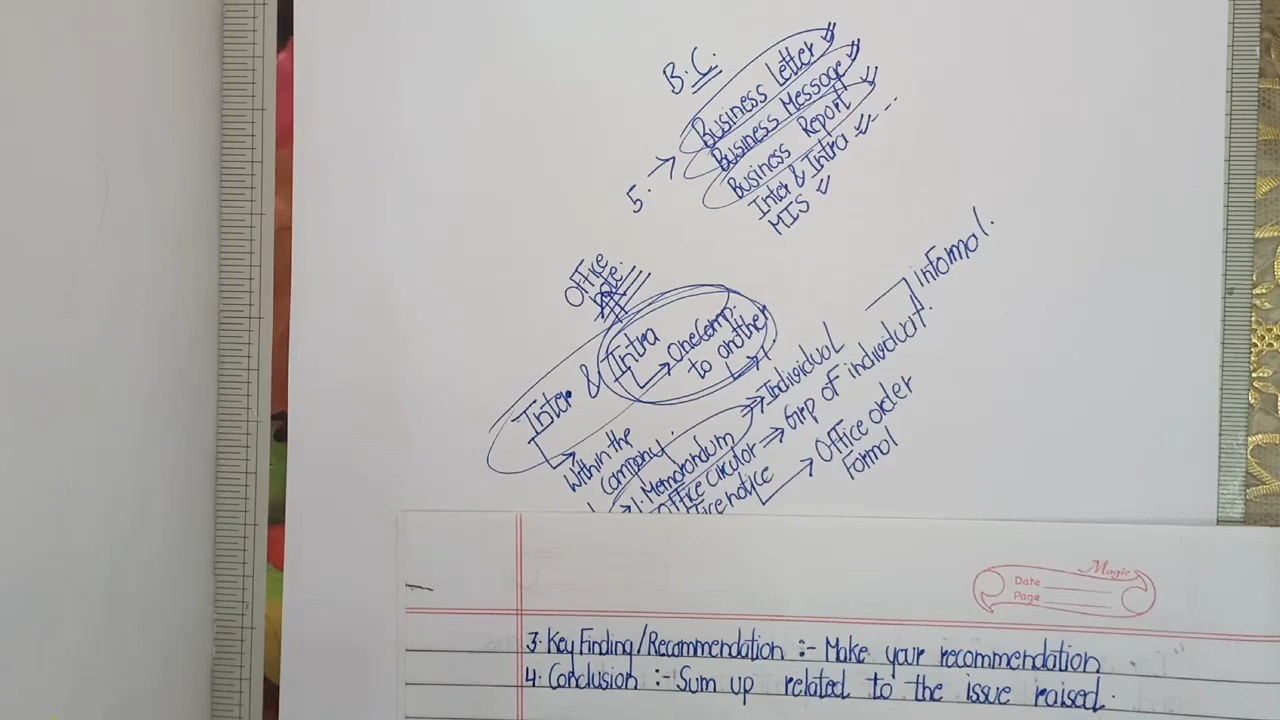 B.C.
Business Letter
Business Message
5. → Business Report
Inter & Intra
MIS
Office
Note.
Inter & Intra
One Comp.
to another
Within the
company.
1. Memorandum → Individual
Office circular ⇒ Grp of individual. informal.
notice → Office order
Formal
Magic
Date
Page
3. Key Finding/Recommendation :- Make your recommendation
4. Conclusion :- Sum up related to the issue raised.